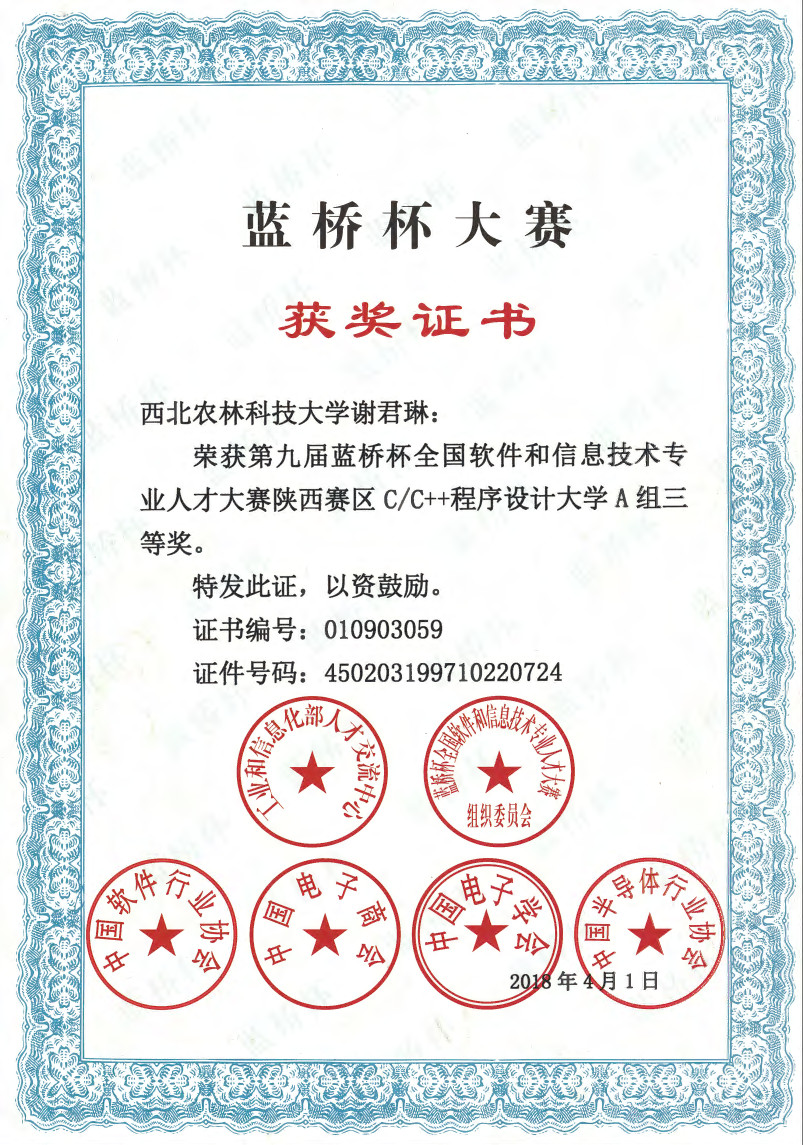 蓝桥杯大赛
获奖证书
西北农林科技大学谢君琳：
荣获第九届蓝桥杯全国软件和信息技术专
业人才大赛陕西赛区 C/C++程序设计大学 A 组三
等奖。
特发此证，以资鼓励。
证书编号：010903059
证件号码：450203199710220724
工业和信息化部人才交流中心
蓝桥杯全国软件和信息技术专业人才大赛
组织委员会
中国软件行业协会
中国电子商会
中国电子学会
中国半导体行业协会
2018 年 4 月 1 日